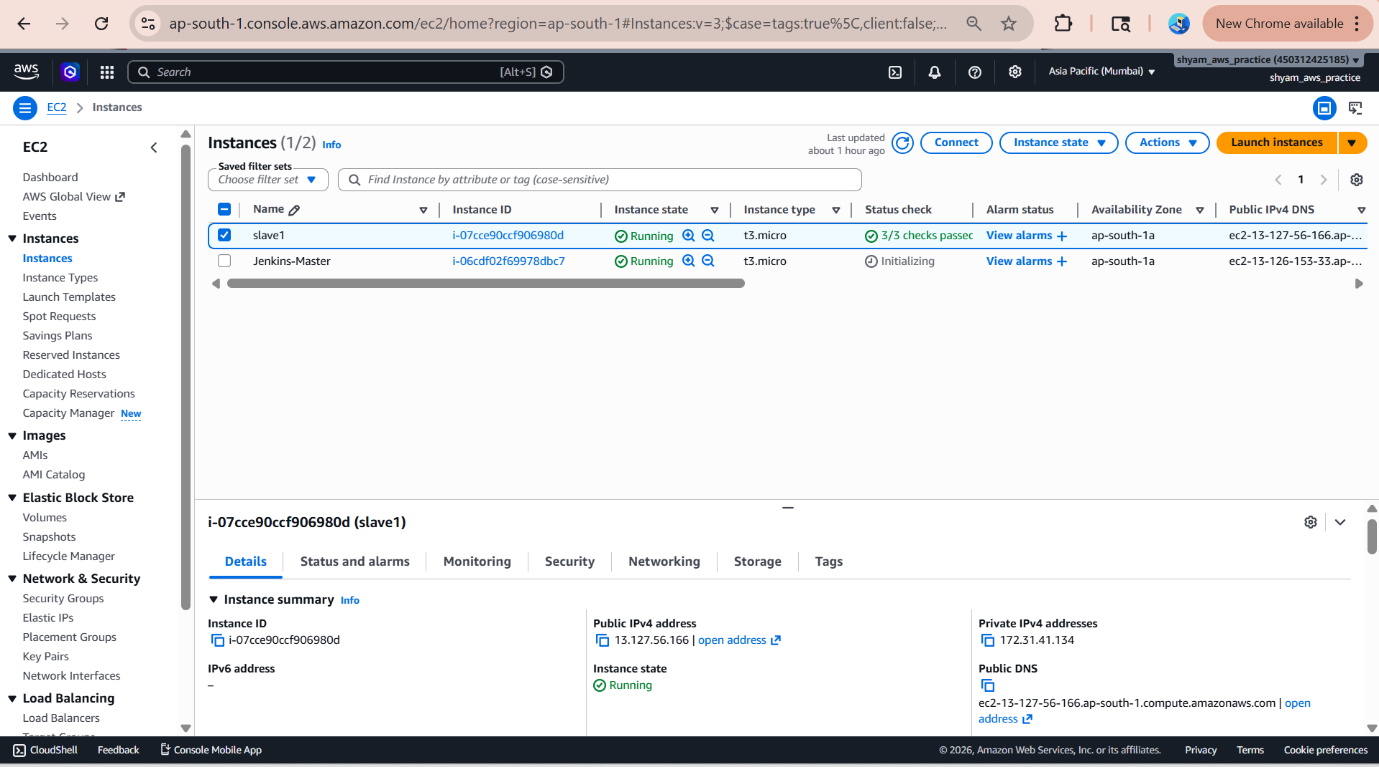 ap-south-1.console.aws.amazon.com/ec2/home?region=ap-south-1#Instances:v=3;$case=tags:true%5C,client:false;...
New Chrome available
aws
Search
[Alt+S]
Asia Pacific (Mumbai)
shyam_aws_practice (450312425185)
shyam_aws_practice
EC2
Instances
EC2
Dashboard
AWS Global View
Events
Instances
Instances
Instance Types
Launch Templates
Spot Requests
Savings Plans
Reserved Instances
Dedicated Hosts
Capacity Reservations
Capacity Manager New
Images
AMIs
AMI Catalog
Elastic Block Store
Volumes
Snapshots
Lifecycle Manager
Network & Security
Security Groups
Elastic IPs
Placement Groups
Key Pairs
Network Interfaces
Load Balancing
Load Balancers
Target Groups
Instances (1/2) Info
Last updated
about 1 hour ago
Connect
Instance state
Actions
Launch instances
Saved filter sets
Choose filter set
Find Instance by attribute or tag (case-sensitive)
1
Name Instance ID Instance state Instance type Status check Alarm status Availability Zone Public IPv4 DNS
slave1 i-07cce90ccf906980d Running t3.micro 3/3 checks passed View alarms + ap-south-1a ec2-13-127-56-166.ap-...
Jenkins-Master i-06cdf02f69978dbc7 Running t3.micro Initializing View alarms + ap-south-1a ec2-13-126-153-33.ap-...
i-07cce90ccf906980d (slave1)
Details Status and alarms Monitoring Security Networking Storage Tags
Instance summary Info
Instance ID
i-07cce90ccf906980d
IPv6 address
–
Public IPv4 address
13.127.56.166 | open address
Instance state
Running
Private IPv4 addresses
172.31.41.134
Public DNS
ec2-13-127-56-166.ap-south-1.compute.amazonaws.com | open
address
CloudShell Feedback Console Mobile App © 2026, Amazon Web Services, Inc. or its affiliates. Privacy Terms Cookie preferences